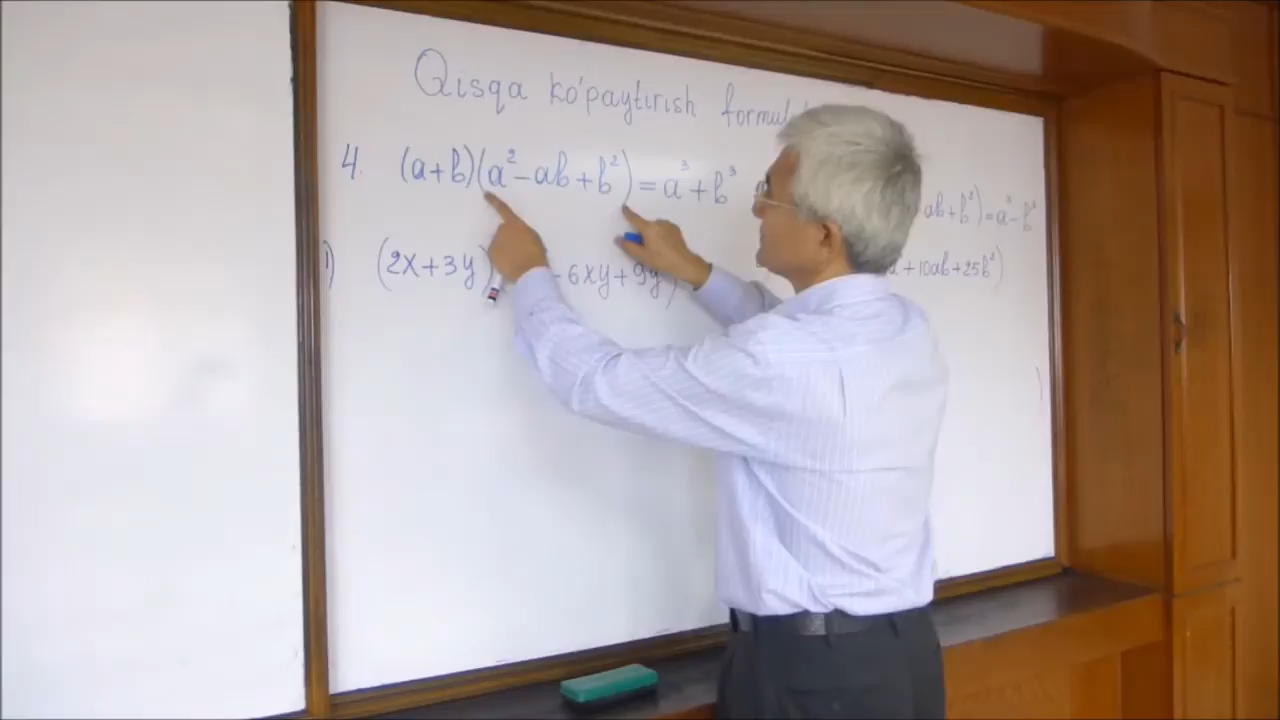 Qisqa ko'paytirish formul
4. (a+b)(a²-ab+b²)=a³+b³
ab+b²)=a³-b³
1) (2x+3y) -6xy+9y )
+10ab+25b²)